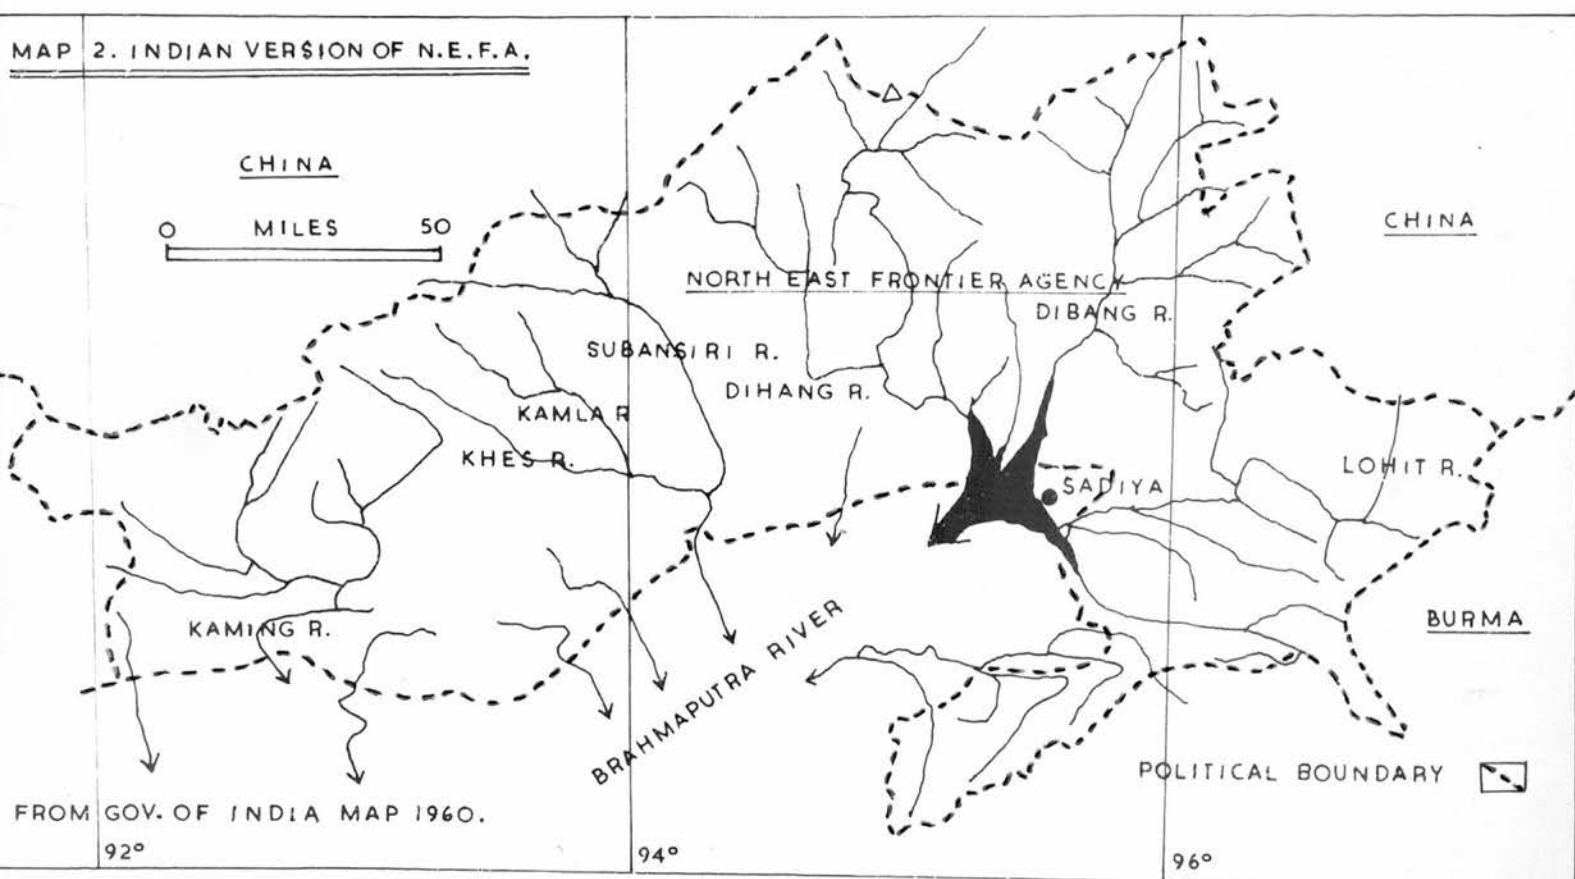 MAP 2. INDIAN VERSION OF N.E.F.A.
CHINA
0 MILES 50
CHINA
NORTH EAST FRONTIER AGENCY
DIBANG R.
SUBANSIRI R.
DIHANG R.
KAMLA R
KHES R.
LOHIT R.
SADIYA
KAMING R.
BURMA
BRAHMAPUTRA RIVER
POLITICAL BOUNDARY
FROM GOV. OF INDIA MAP 1960.
92°
94°
96°